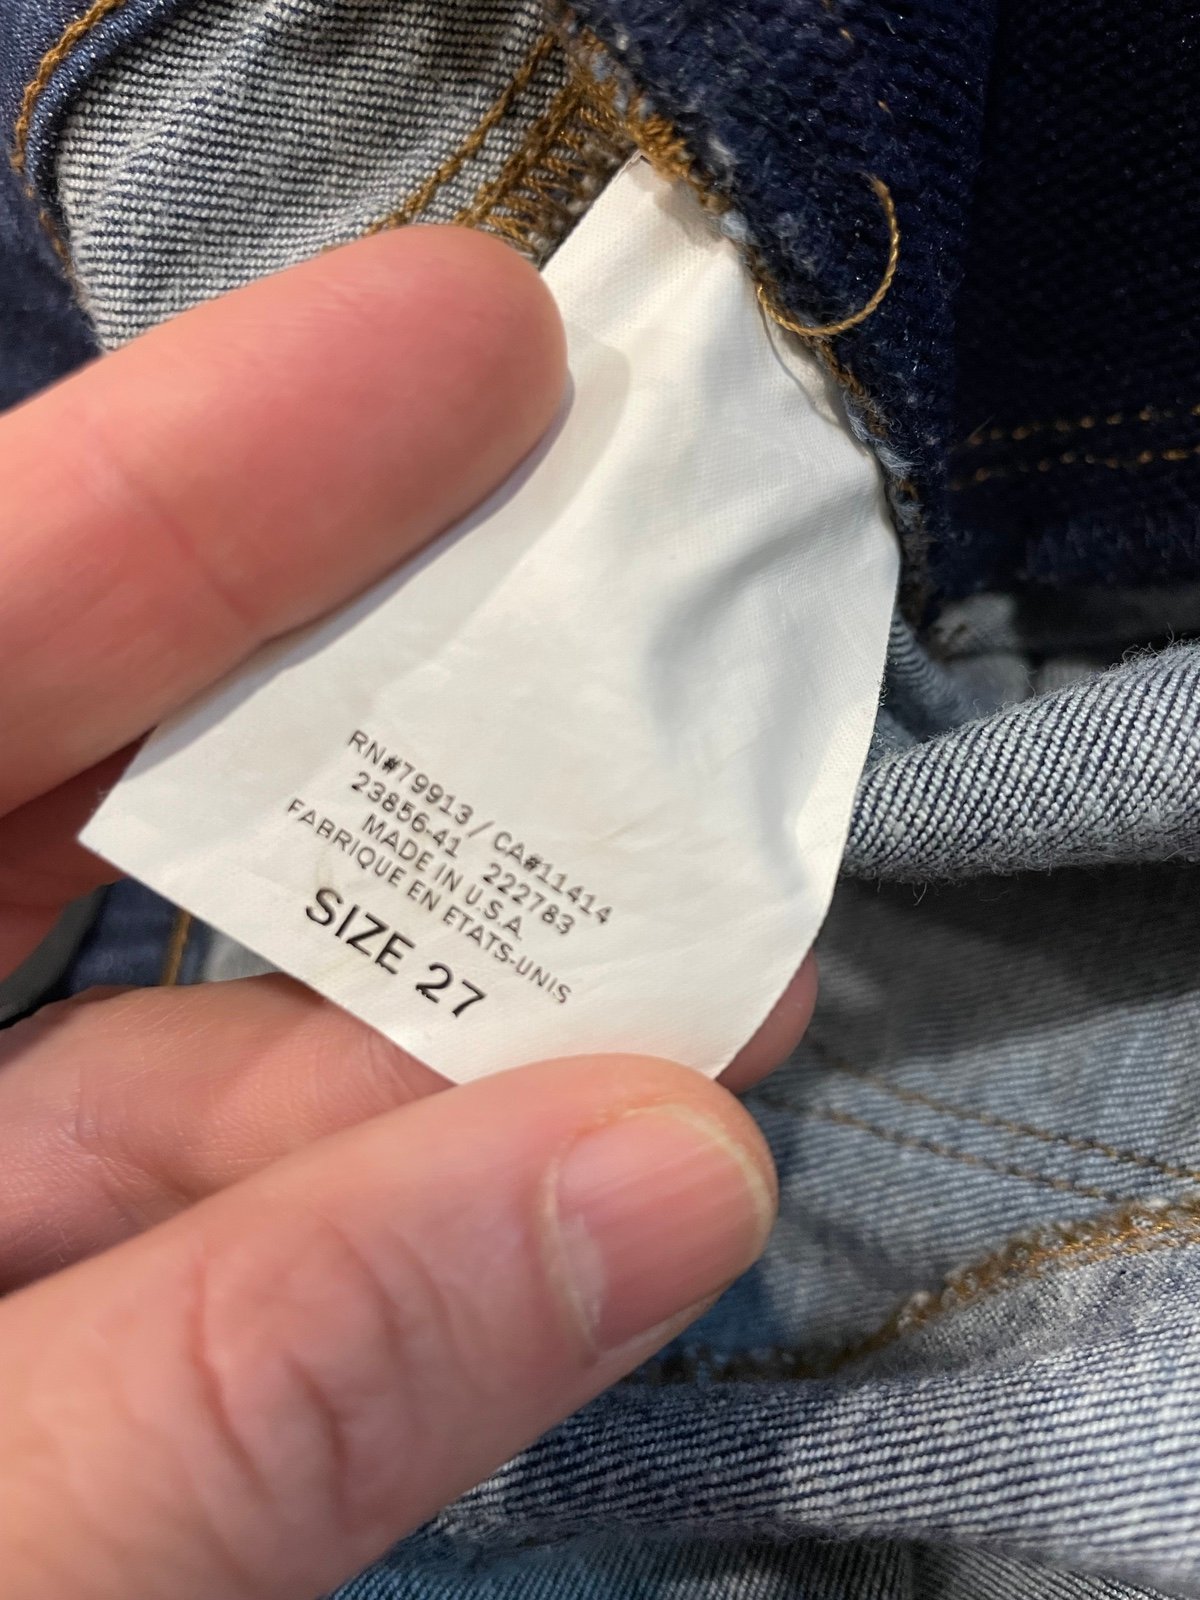 RN#79913 / CA#11414
23856-41 222783
MADE IN U.S.A
FABRIQUE EN ETATS-UNIS
SIZE 27